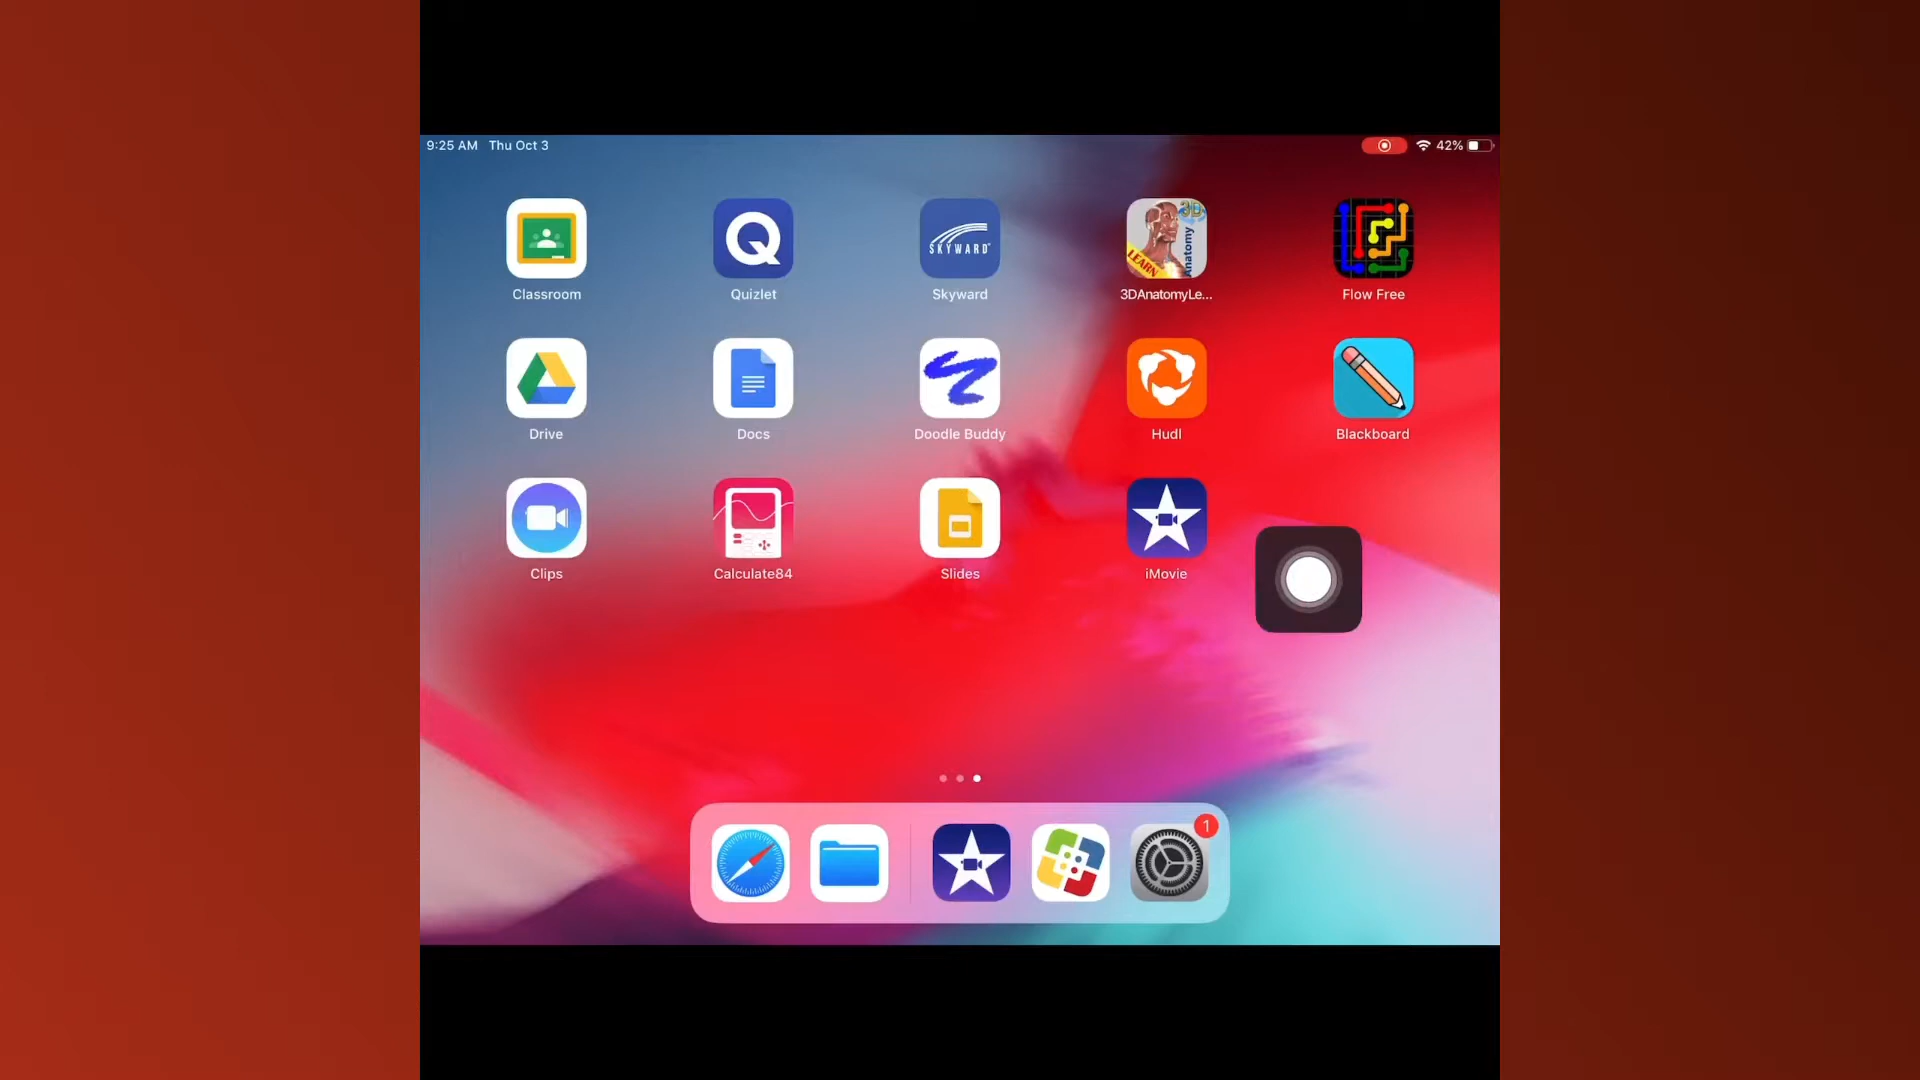 9:25 AM Thu Oct 3 42%
SKYWARD
3D
Anatomy
LEARN
Classroom Quizlet Skyward 3DAnatomyLe... Flow Free
Drive Docs Doodle Buddy Hudl Blackboard
Clips Calculate84 Slides iMovie
1